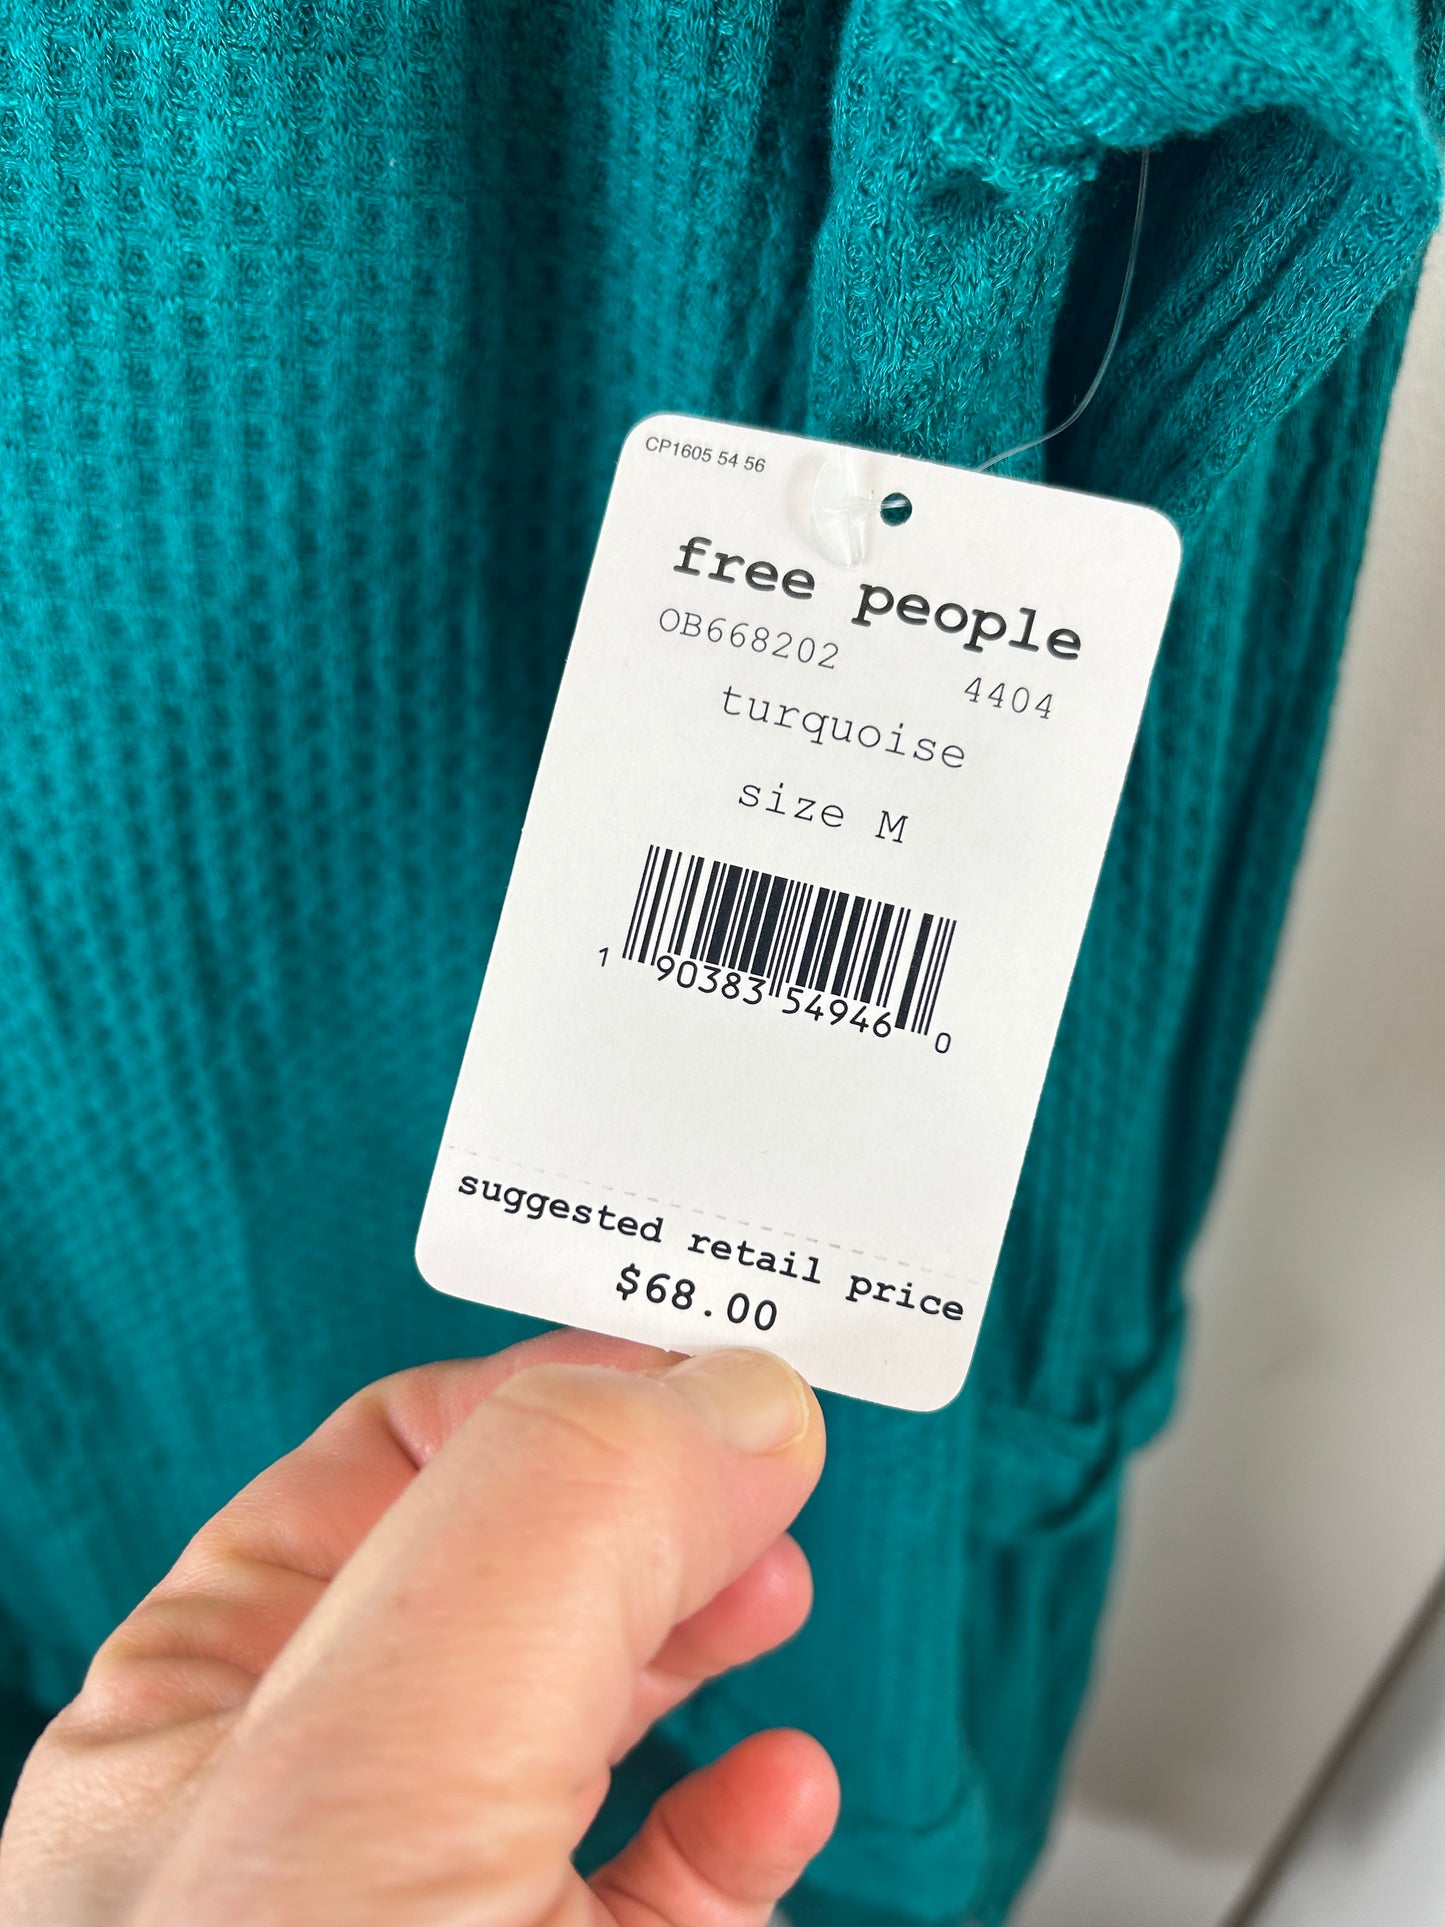 CP1605 54 56
free people
OB668202 4404
turquoise
size M
1 90383 54946 0
suggested retail price
$68.00